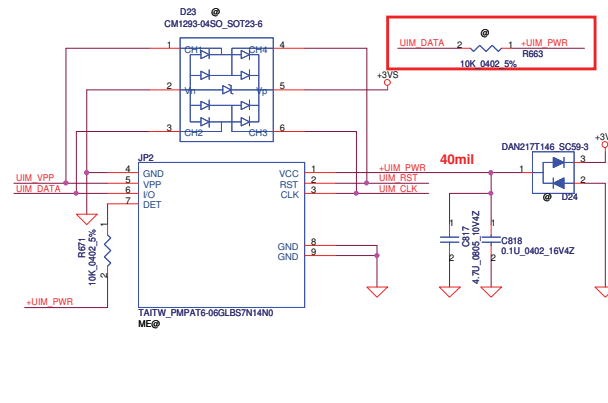 D23 @
CM1293-04SO_SOT23-6
1 CH1 CH4 4
2 Vn Vp 5
3 CH2 CH3 6
+3VS
@
UIM_DATA 2 1 +UIM_PWR
R663
10K_0402_5%
JP2
UIM_VPP
UIM_DATA
4 GND
5 VPP
6 I/O
7 DET
VCC 1 +UIM_PWR
RST 2 UIM_RST
CLK 3 UIM_CLK
GND 8
GND 9
40mil
DAN217T146_SC59-3
1 3
2
@ D24
1
R671
10K_0402_5%
2
+UIM_PWR
1
C817
4.7U_0805_10V4Z
2
1
C818
0.1U_0402_16V4Z
2
TAITW_PMPAT6-06GLBS7N14N0
ME@